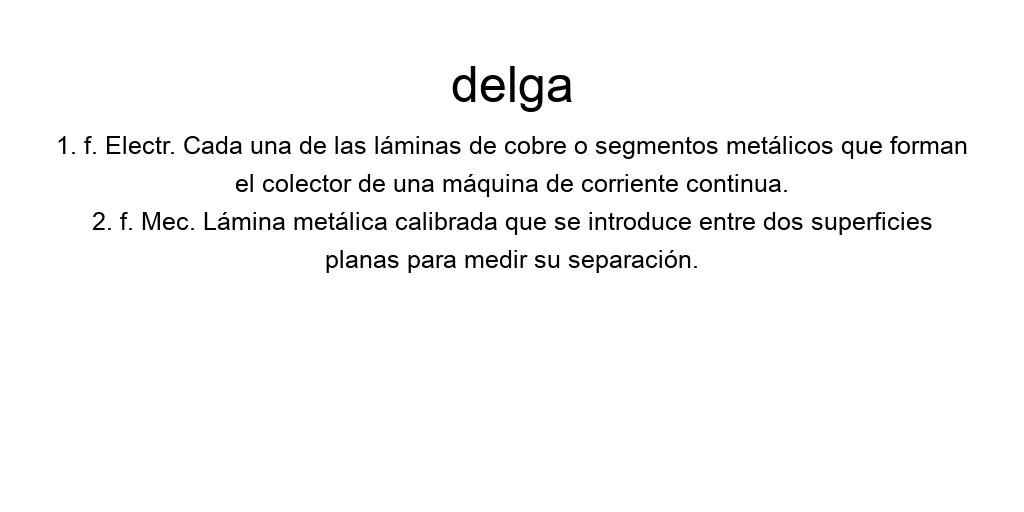 delga
1. f. Electr. Cada una de las láminas de cobre o segmentos metálicos que forman
el colector de una máquina de corriente continua.
2. f. Mec. Lámina metálica calibrada que se introduce entre dos superficies
planas para medir su separación.